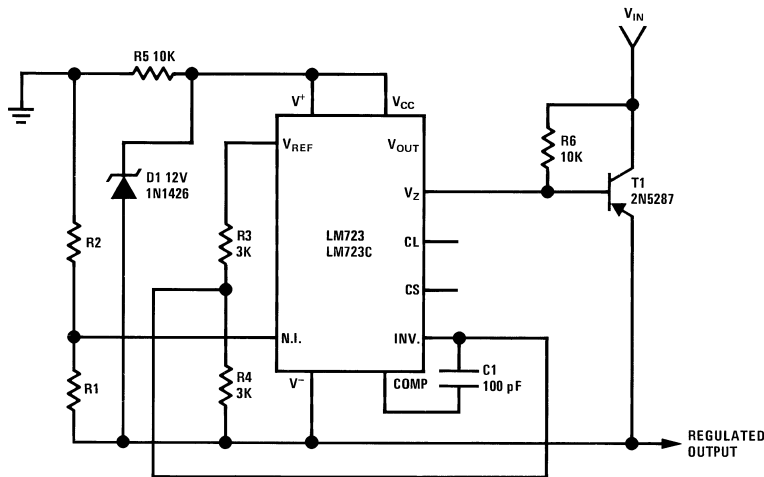 V_IN
R5 10K
V+
V_CC
R6
10K
V_REF
V_OUT
D1 12V
1N1426
T1
2N5287
V_Z
R3
3K
LM723
LM723C
R2
CL
CS
N.I.
INV.
R4
3K
C1
100 pF
V−
COMP
R1
REGULATED
OUTPUT